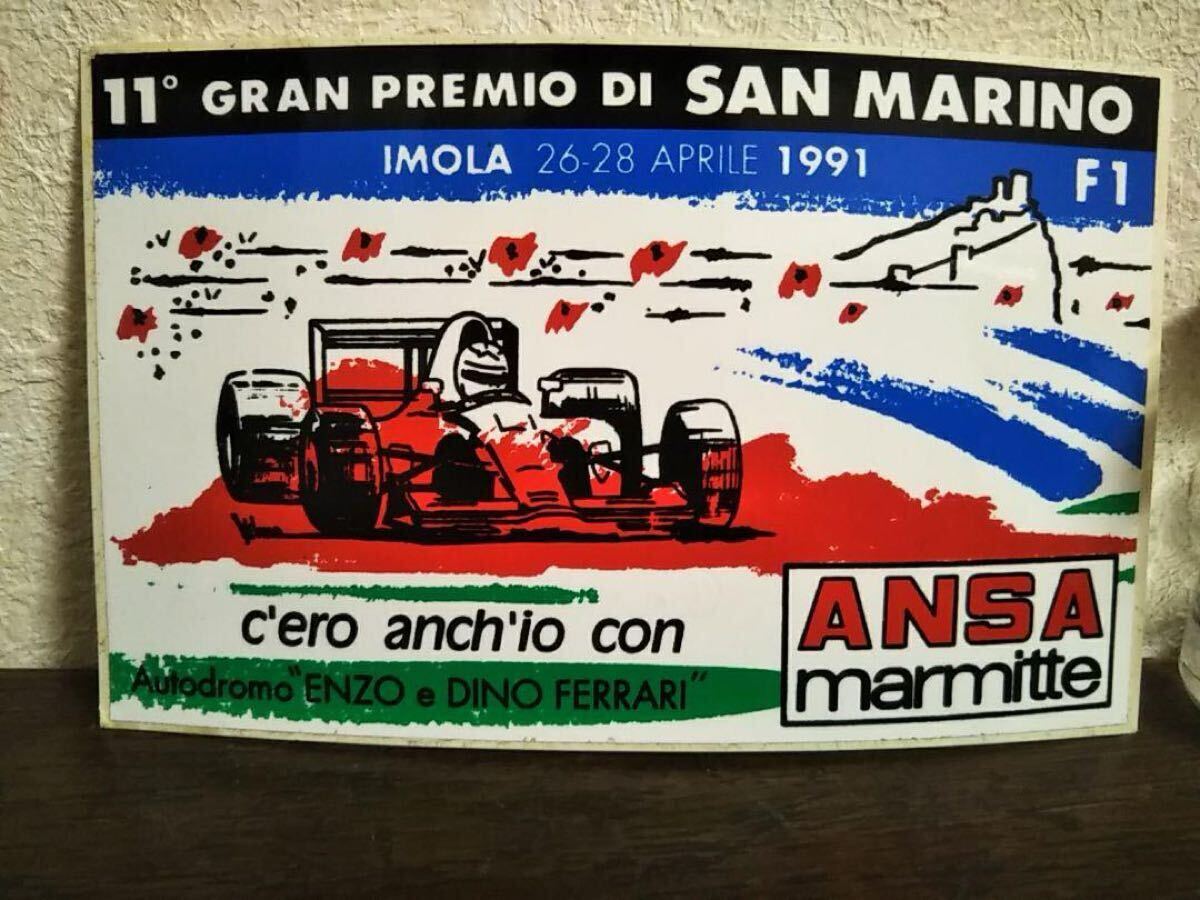 11° GRAN PREMIO DI SAN MARINO
IMOLA 26-28 APRILE 1991
F1
c'ero anch'io con
Autodromo "ENZO e DINO FERRARI"
ANSA
marmitte